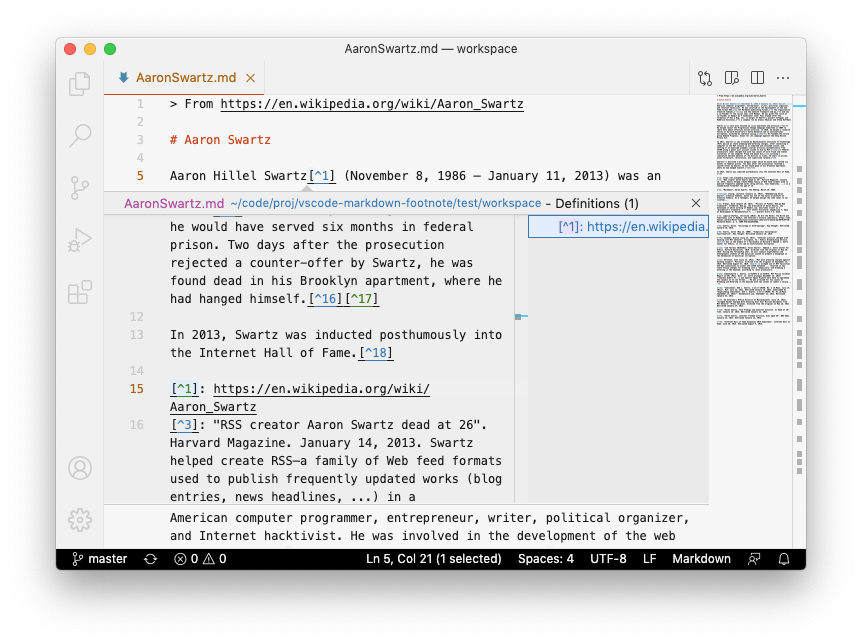 AaronSwartz.md — workspace
AaronSwartz.md
1 > From https://en.wikipedia.org/wiki/Aaron_Swartz
2
3 # Aaron Swartz
4
5 Aaron Hillel Swartz[^1] (November 8, 1986 – January 11, 2013) was an
AaronSwartz.md ~/code/proj/vscode-markdown-footnote/test/workspace - Definitions (1)
he would have served six months in federal
prison. Two days after the prosecution
rejected a counter-offer by Swartz, he was
found dead in his Brooklyn apartment, where he
had hanged himself.[^16][^17]
12
13 In 2013, Swartz was inducted posthumously into
the Internet Hall of Fame.[^18]
14
15 [^1]: https://en.wikipedia.org/wiki/
Aaron_Swartz
16 [^3]: "RSS creator Aaron Swartz dead at 26".
Harvard Magazine. January 14, 2013. Swartz
helped create RSS—a family of Web feed formats
used to publish frequently updated works (blog
entries, news headlines, ...) in a
[^1]: https://en.wikipedia.
American computer programmer, entrepreneur, writer, political organizer,
and Internet hacktivist. He was involved in the development of the web
master 0 0 Ln 5, Col 21 (1 selected) Spaces: 4 UTF-8 LF Markdown